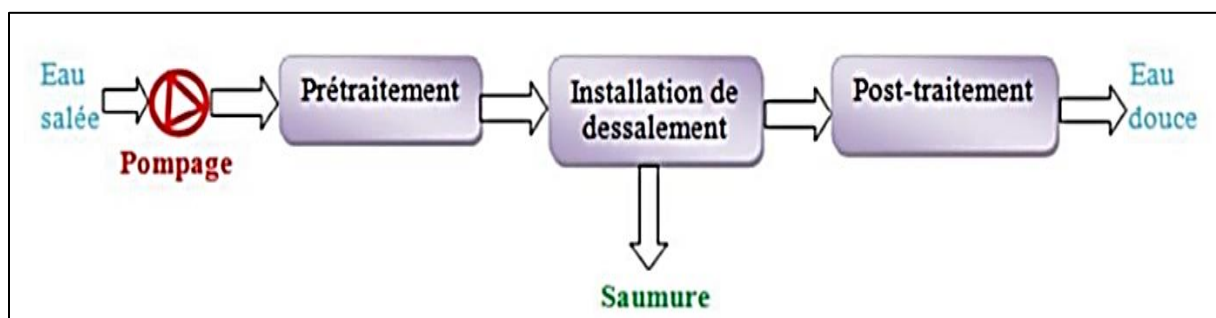 Eau
salée
Pompage
Prétraitement
Installation de
dessalement
Saumure
Post-traitement
Eau
douce